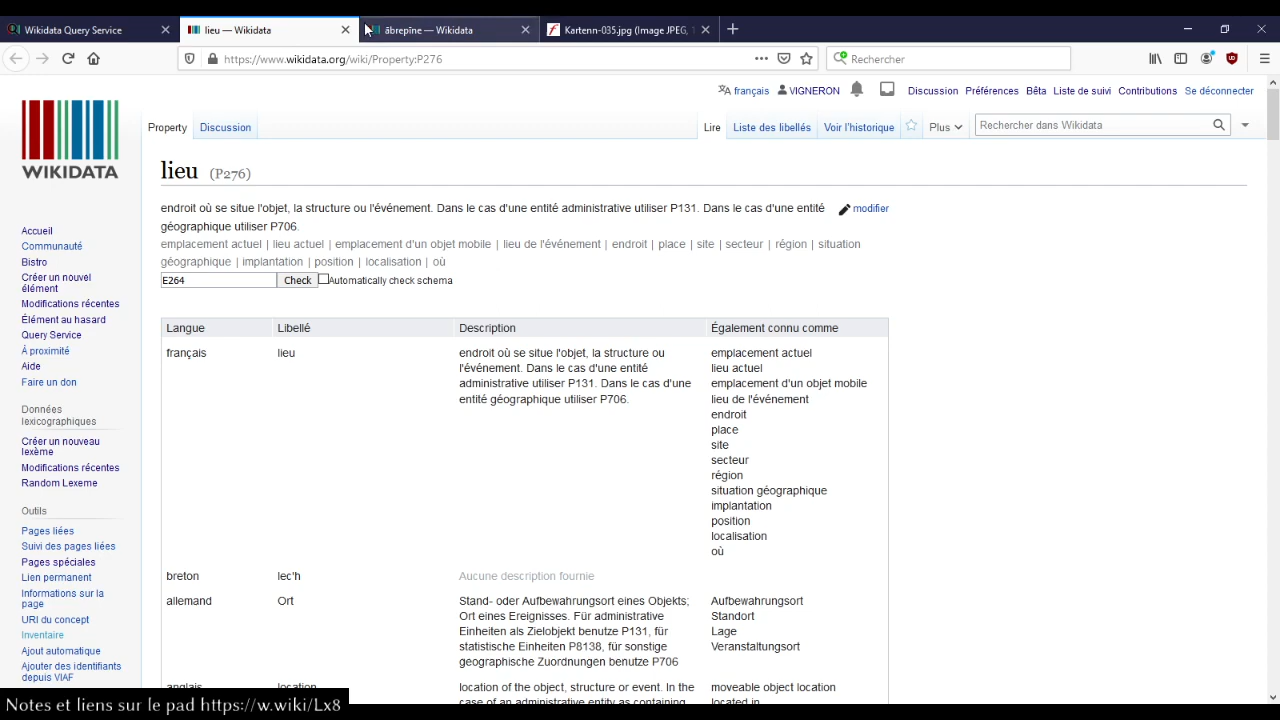 Wikidata Query Service
lieu — Wikidata
ābrepīne — Wikidata
Kartenn-035.jpg (Image JPEG, 1
https://www.wikidata.org/wiki/Property:P276
Rechercher
français VIGNERON Discussion Préférences Bêta Liste de suivi Contributions Se déconnecter
WIKIDATA
Property Discussion Lire Liste des libellés Voir l'historique Plus Rechercher dans Wikidata
lieu (P276)
endroit où se situe l'objet, la structure ou l'événement. Dans le cas d'une entité administrative utiliser P131. Dans le cas d'une entité
géographique utiliser P706.
modifier
emplacement actuel | lieu actuel | emplacement d'un objet mobile | lieu de l'événement | endroit | place | site | secteur | région | situation
géographique | implantation | position | localisation | où
E264 Check Automatically check schema
Accueil
Communauté
Bistro
Créer un nouvel
élément
Modifications récentes
Élément au hasard
Query Service
À proximité
Aide
Faire un don
Données
lexicographiques
Créer un nouveau
lexème
Modifications récentes
Random Lexeme
Outils
Pages liées
Suivi des pages liées
Pages spéciales
Lien permanent
Informations sur la
page
URI du concept
Inventaire
Ajout automatique
Ajouter des identifiants
depuis VIAF
Langue Libellé Description Également connu comme
français lieu
endroit où se situe l'objet, la structure ou
l'événement. Dans le cas d'une entité
administrative utiliser P131. Dans le cas d'une
entité géographique utiliser P706.
emplacement actuel
lieu actuel
emplacement d'un objet mobile
lieu de l'événement
endroit
place
site
secteur
région
situation géographique
implantation
position
localisation
où
breton lec'h Aucune description fournie
allemand Ort
Stand- oder Aufbewahrungsort eines Objekts;
Ort eines Ereignisses. Für administrative
Einheiten als Zielobjekt benutze P131, für
statistische Einheiten P8138, für sonstige
geographische Zuordnungen benutze P706
Aufbewahrungsort
Standort
Lage
Veranstaltungsort
anglais location
location of the object, structure or event. In the
case of an administrative entity as containing
moveable object location
located in
Notes et liens sur le pad https://w.wiki/Lx8